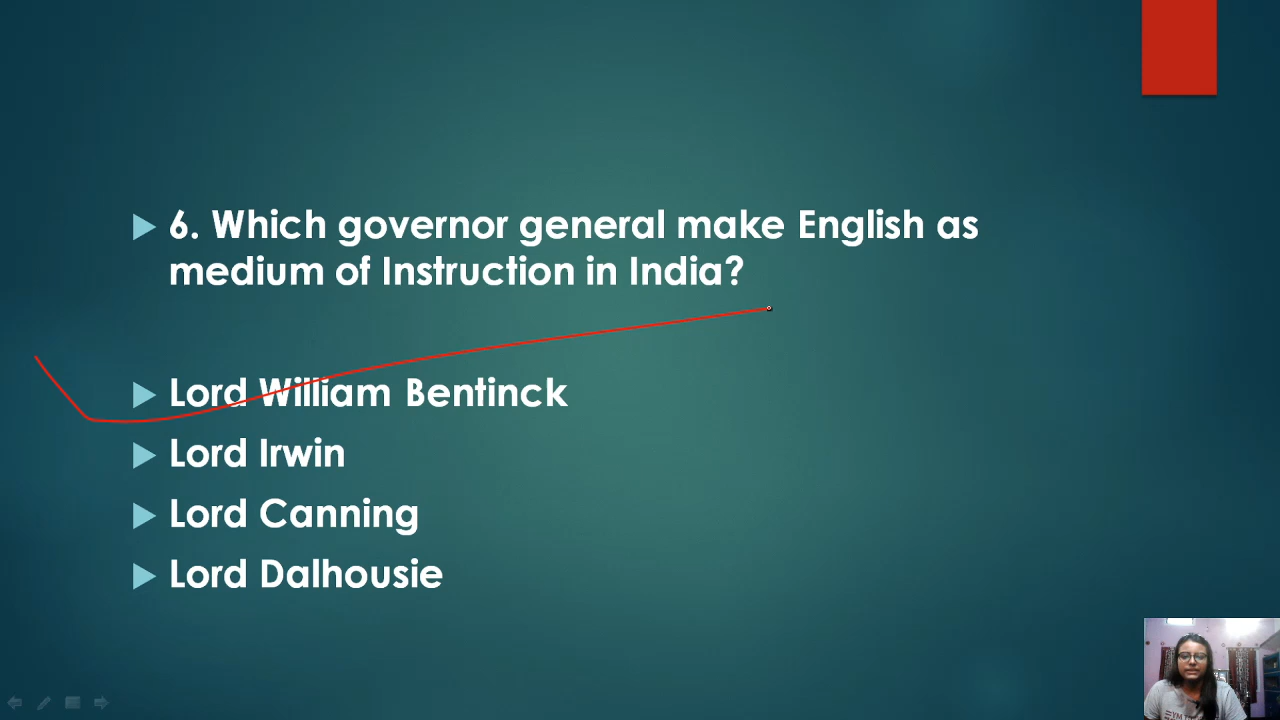 6. Which governor general make English as
medium of Instruction in India?
Lord William Bentinck
Lord Irwin
Lord Canning
Lord Dalhousie